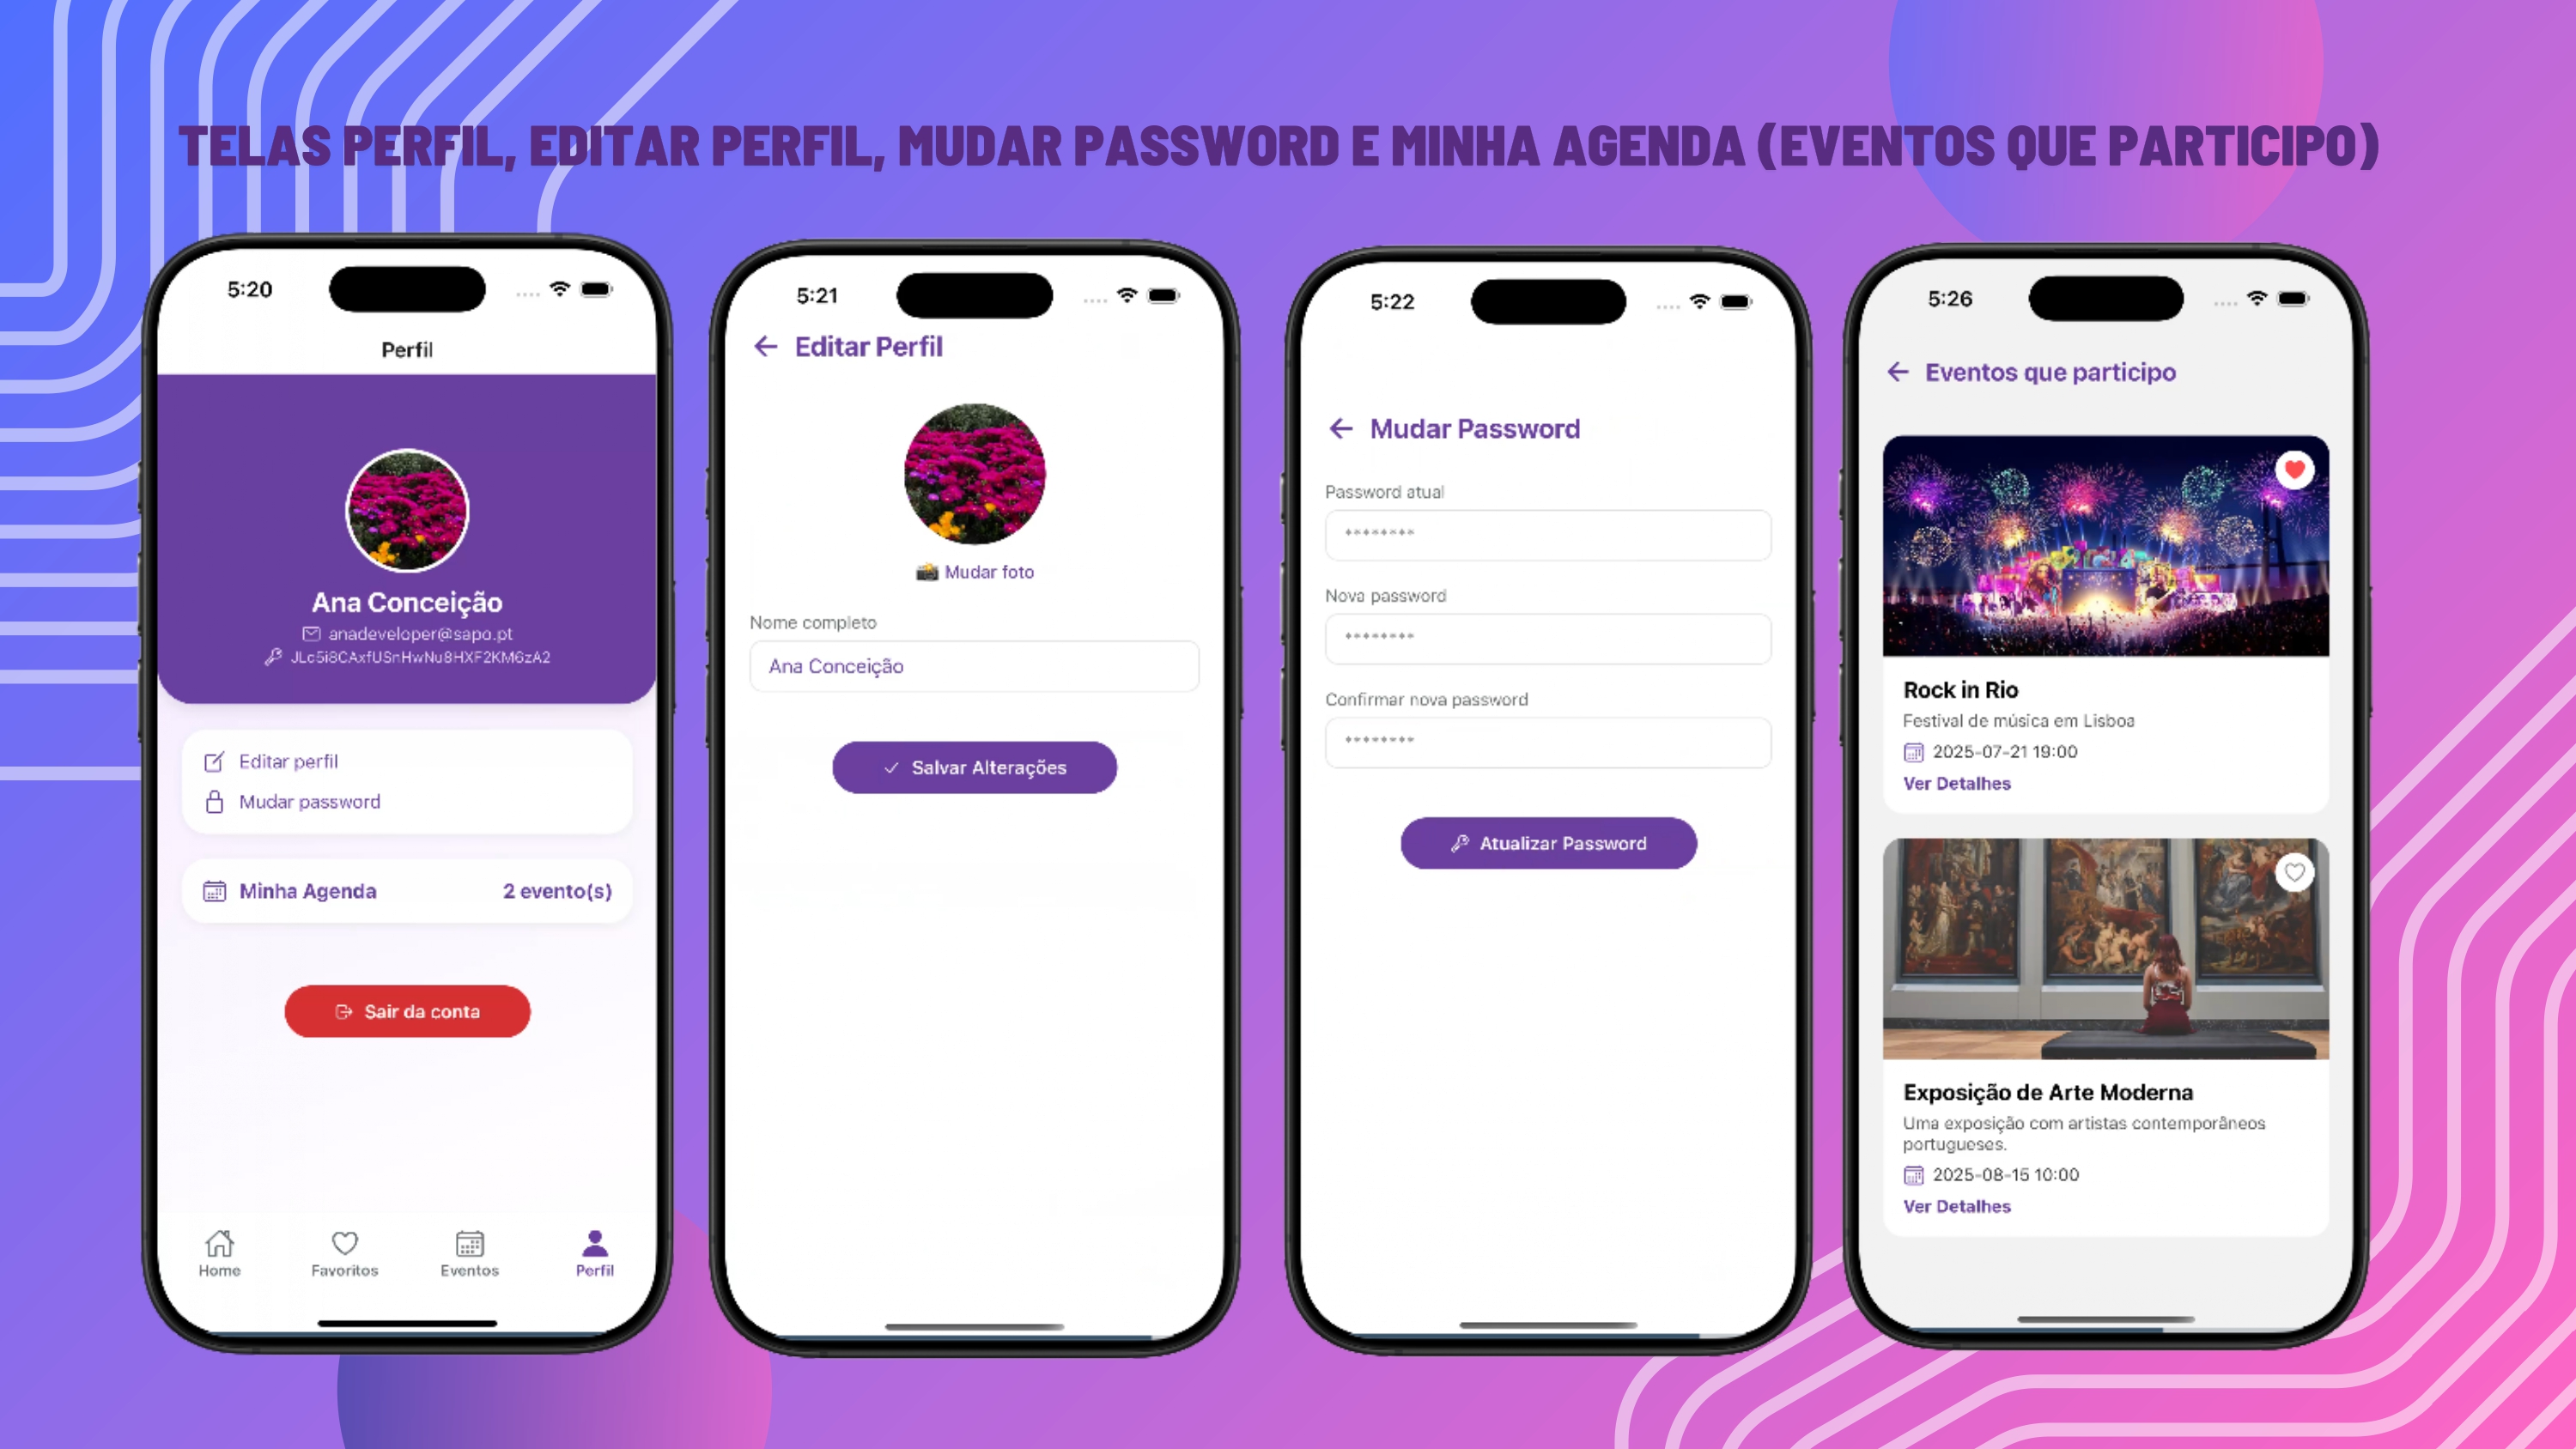 TELAS PERFIL, EDITAR PERFIL, MUDAR PASSWORD E MINHA AGENDA (EVENTOS QUE PARTICIPO)
5:20
Perfil
Ana Conceição
anadeveloper@sapo.pt
JLo5i8CAxfUSnHwNu8HXF2KM6zA2
Editar perfil
Mudar password
Minha Agenda 2 evento(s)
Sair da conta
Home Favoritos Eventos Perfil
5:21
Editar Perfil
Mudar foto
Nome completo
Ana Conceição
Salvar Alterações
5:22
Mudar Password
Password atual
********
Nova password
********
Confirmar nova password
********
Atualizar Password
5:26
Eventos que participo
Rock in Rio
Festival de música em Lisboa
2025-07-21 19:00
Ver Detalhes
Exposição de Arte Moderna
Uma exposição com artistas contemporâneos
portugueses.
2025-08-15 10:00
Ver Detalhes